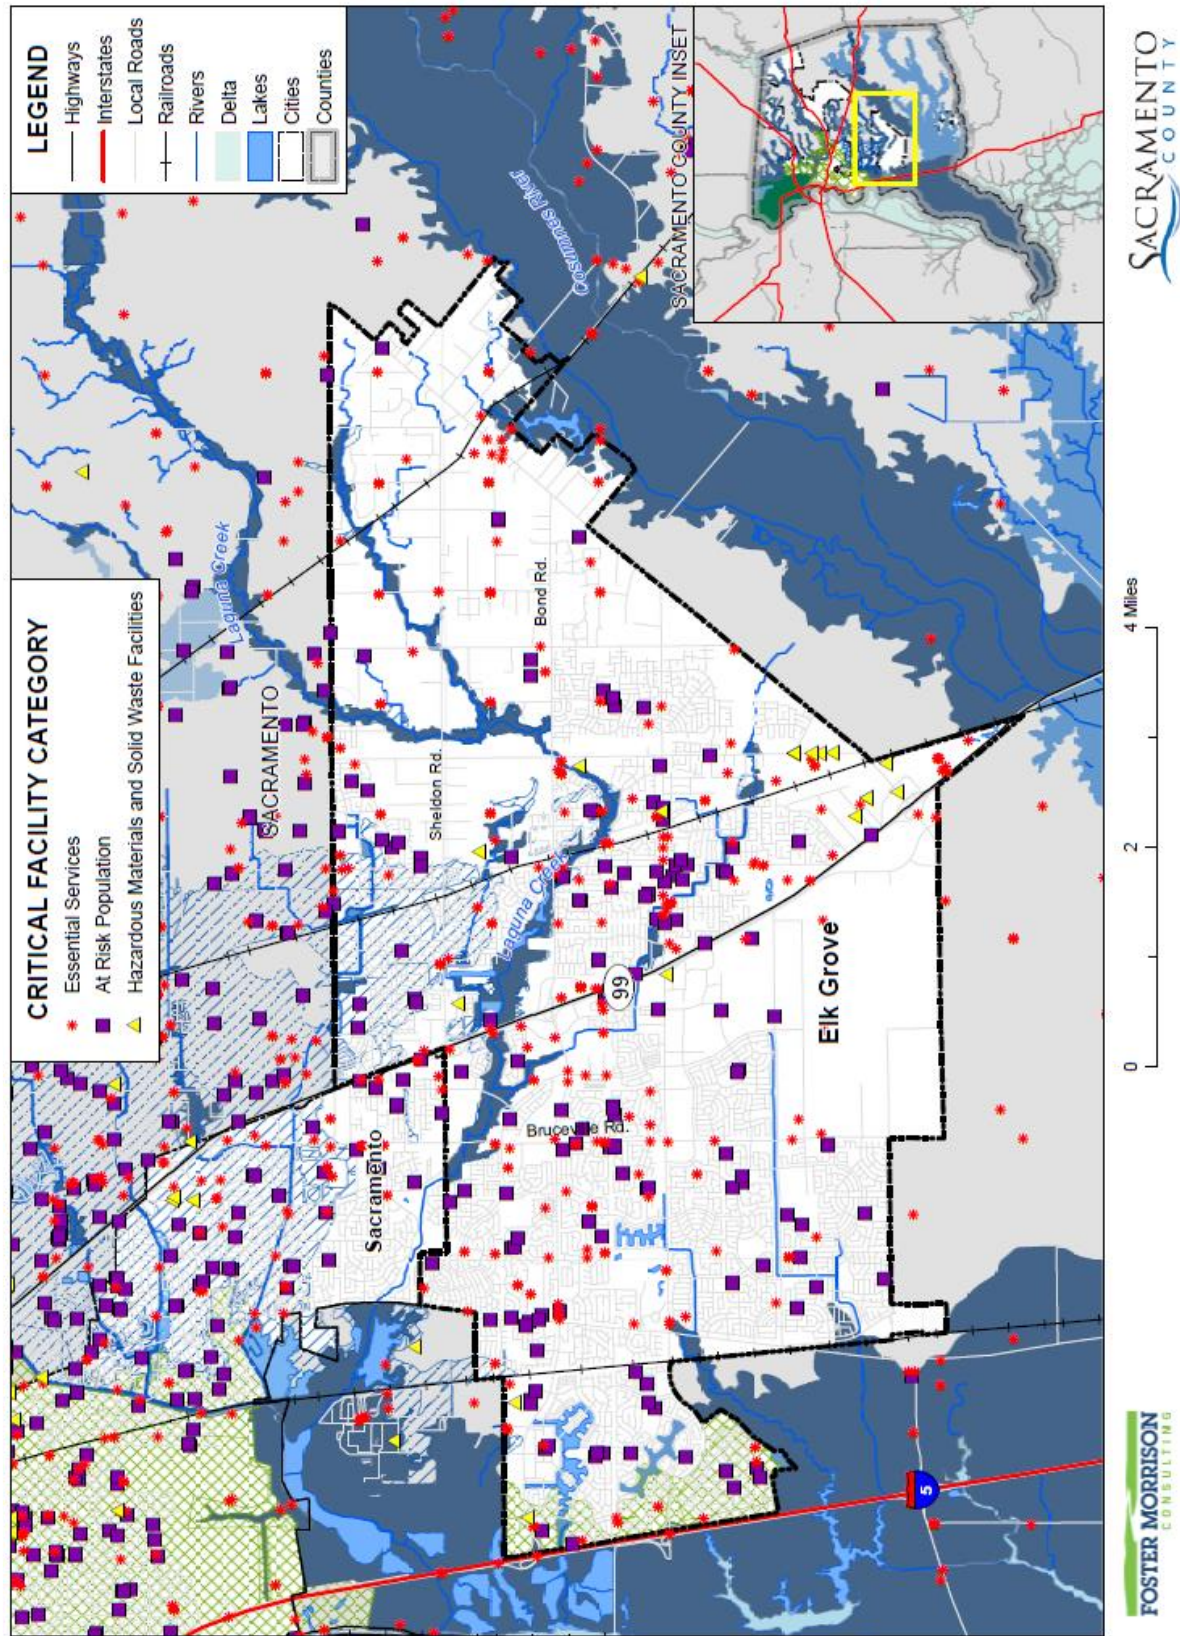 LEGEND
Highways
Interstates
Local Roads
Railroads
Rivers
Delta
Lakes
Cities
Counties
CRITICAL FACILITY CATEGORY
Essential Services
At Risk Population
Hazardous Materials and Solid Waste Facilities
Laguna Creek
SACRAMENTO
Cosumnes River
Sheldon Rd.
Bond Rd.
Laguna Creek
Sacramento
99
Bruceville Rd.
Elk Grove
5
SACRAMENTO COUNTY INSET
0 2 4 Miles
FOSTER MORRISON
CONSULTING
SACRAMENTO
COUNTY